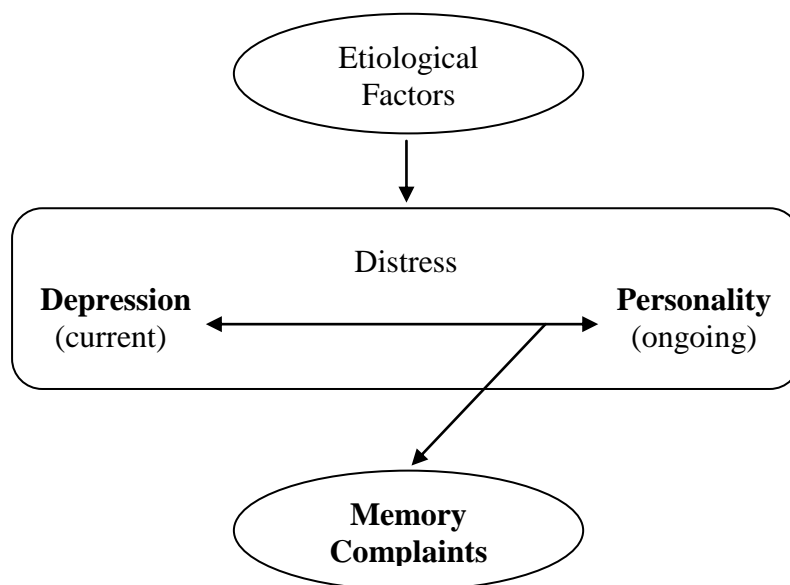 Etiological
Factors
Distress
Depression
(current)
Personality
(ongoing)
Memory
Complaints